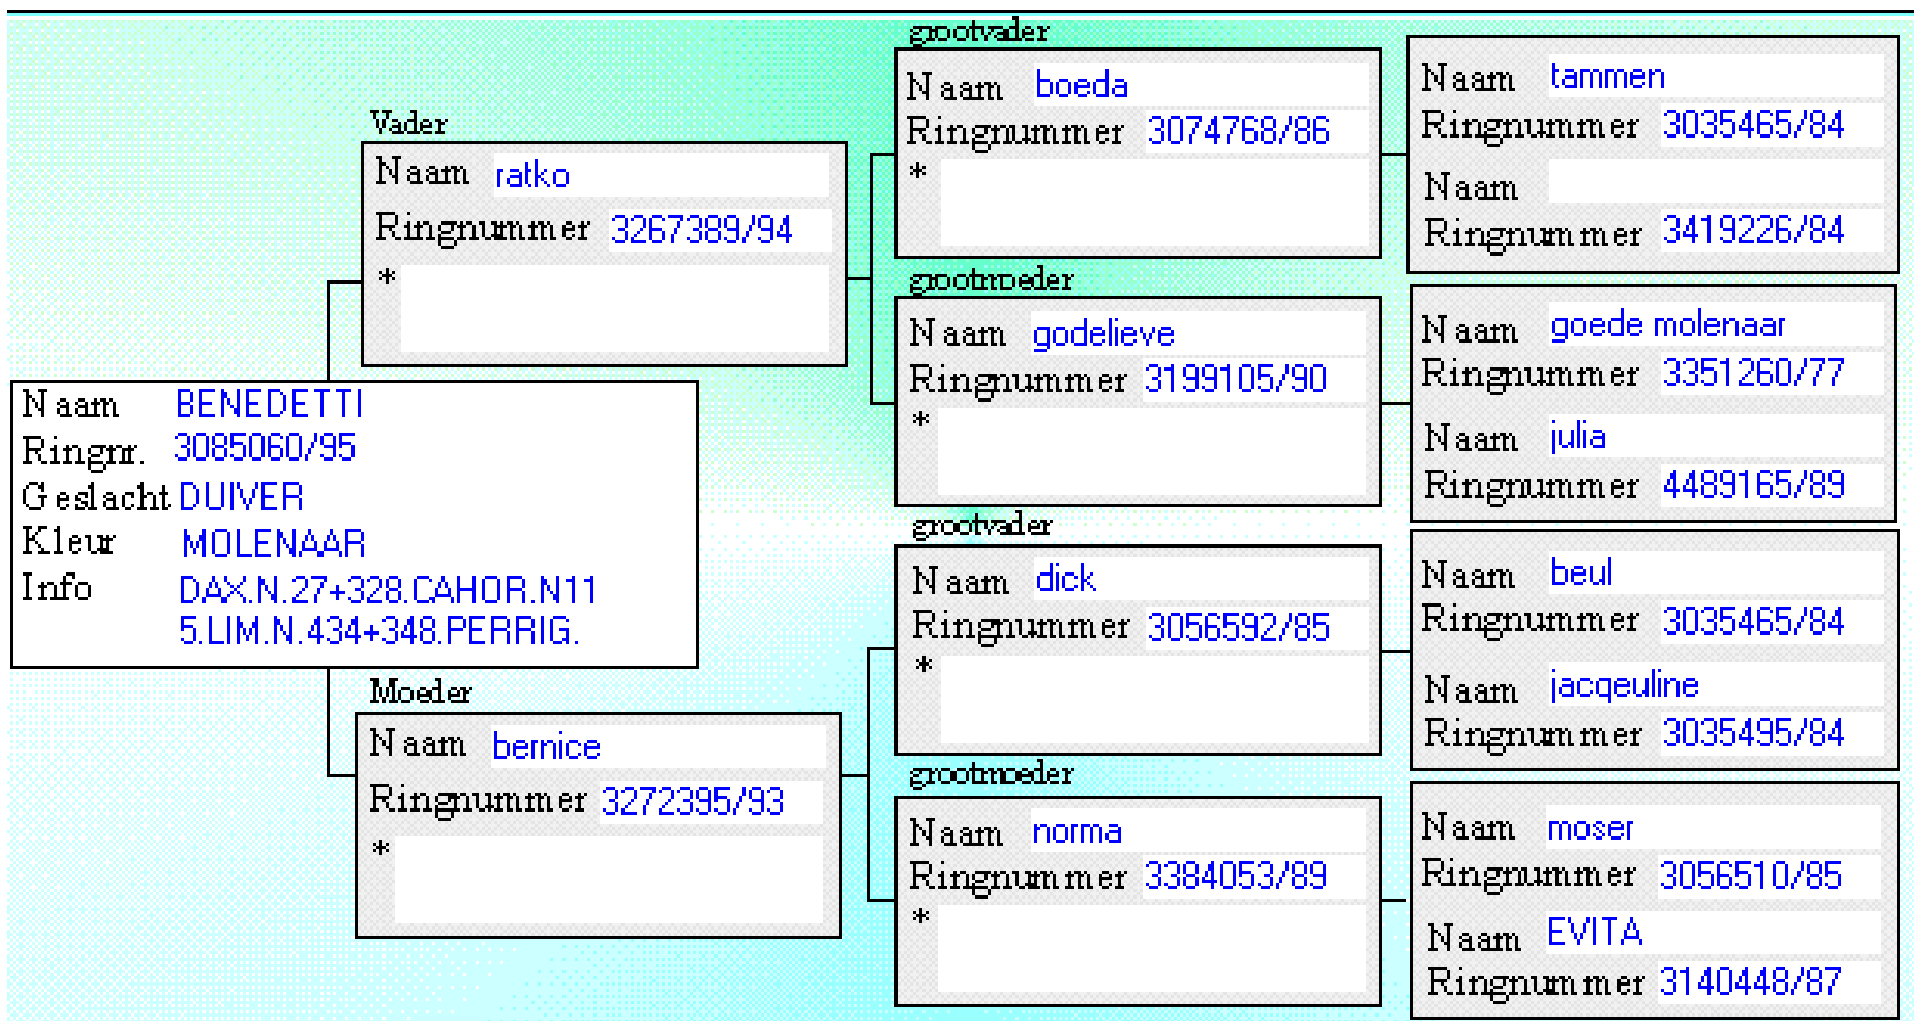 Naam BENEDETTI
Ringnr. 3085060/95
Geslacht DUIVER
Kleur MOLENAAR
Info DAX.N.27+328.CAHOR.N11
5.LIM.N.434+348.PERRIG.
Vader
Naam ratko
Ringnummer 3267389/94
*
Moeder
Naam bernice
Ringnummer 3272395/93
*
grootvader
Naam boeda
Ringnummer 3074768/86
*
grootmoeder
Naam godelieve
Ringnummer 3199105/90
*
grootvader
Naam dick
Ringnummer 3056592/85
*
grootmoeder
Naam norma
Ringnummer 3384053/89
*
Naam tammen
Ringnummer 3035465/84
Naam
Ringnummer 3419226/84
Naam goede molenaar
Ringnummer 3351260/77
Naam julia
Ringnummer 4489165/89
Naam beul
Ringnummer 3035465/84
Naam jacqeuline
Ringnummer 3035495/84
Naam moser
Ringnummer 3056510/85
Naam EVITA
Ringnummer 3140448/87